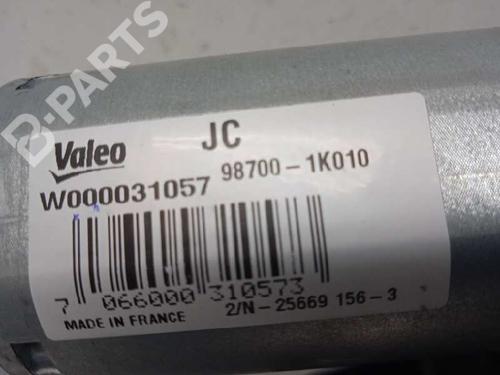 B-PARTS
Valeo
JC
W000031057 98700-1K010
7 066000 310573
MADE IN FRANCE 2/N-25669 156-3